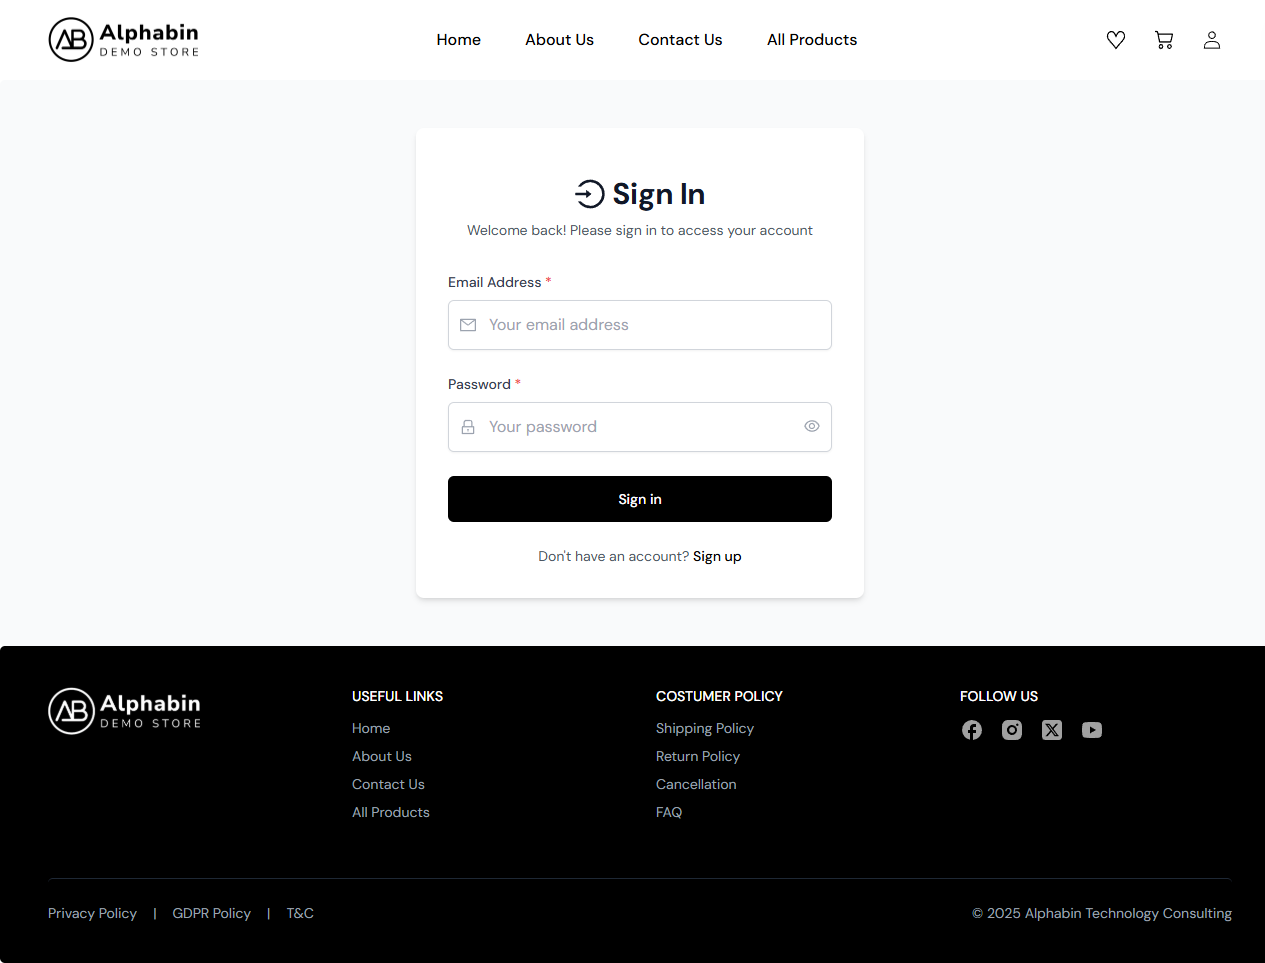 AB Alphabin
DEMO STORE
Home
About Us
Contact Us
All Products
Sign In
Welcome back! Please sign in to access your account
Email Address *
Your email address
Password *
Your password
Sign in
Don't have an account? Sign up
AB Alphabin
DEMO STORE
USEFUL LINKS
Home
About Us
Contact Us
All Products
COSTUMER POLICY
Shipping Policy
Return Policy
Cancellation
FAQ
FOLLOW US
Privacy Policy | GDPR Policy | T&C
© 2025 Alphabin Technology Consulting